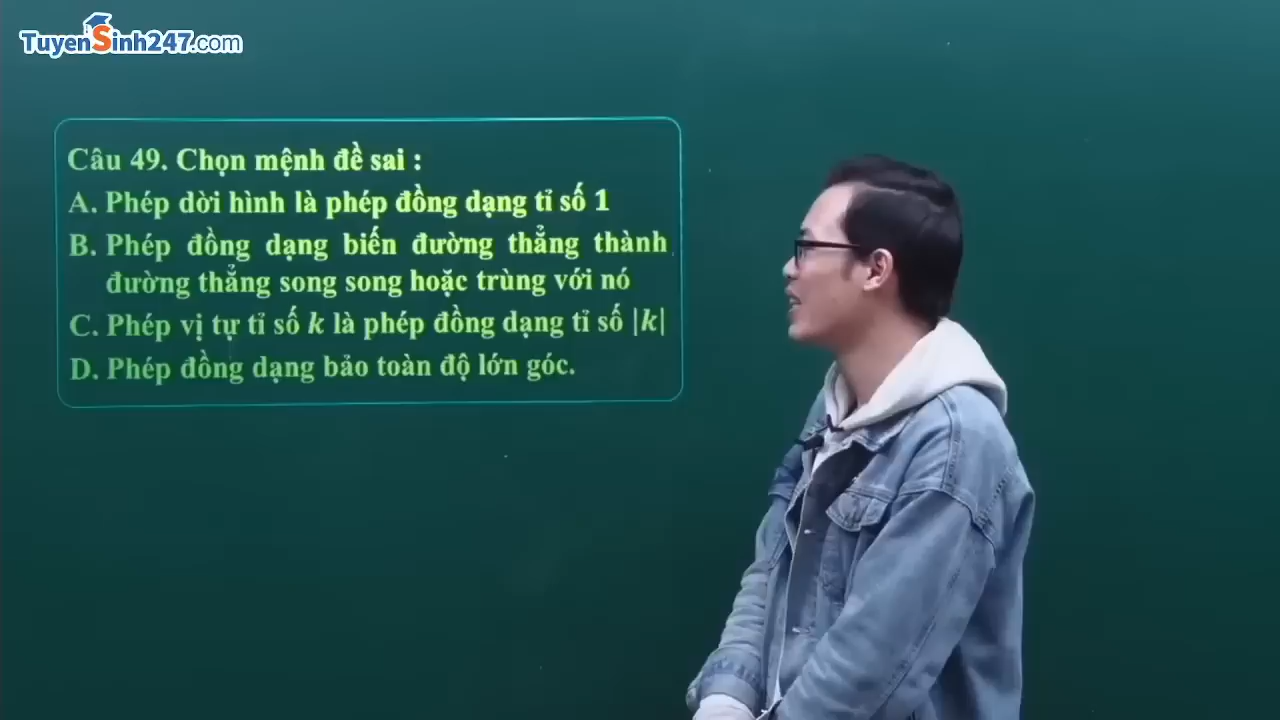 TuyenSinh247.com
Câu 49. Chọn mệnh đề sai :
A. Phép dời hình là phép đồng dạng tỉ số 1
B. Phép đồng dạng biến đường thẳng thành
đường thẳng song song hoặc trùng với nó
C. Phép vị tự tỉ số k là phép đồng dạng tỉ số |k|
D. Phép đồng dạng bảo toàn độ lớn góc.